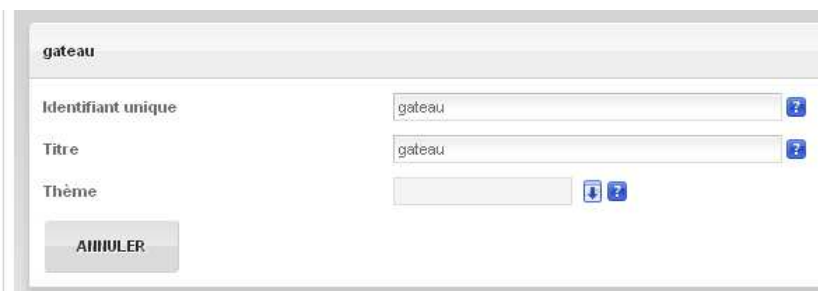 gateau
Identifiant unique gateau ?
Titre gateau ?
Thème ?
ANNULER